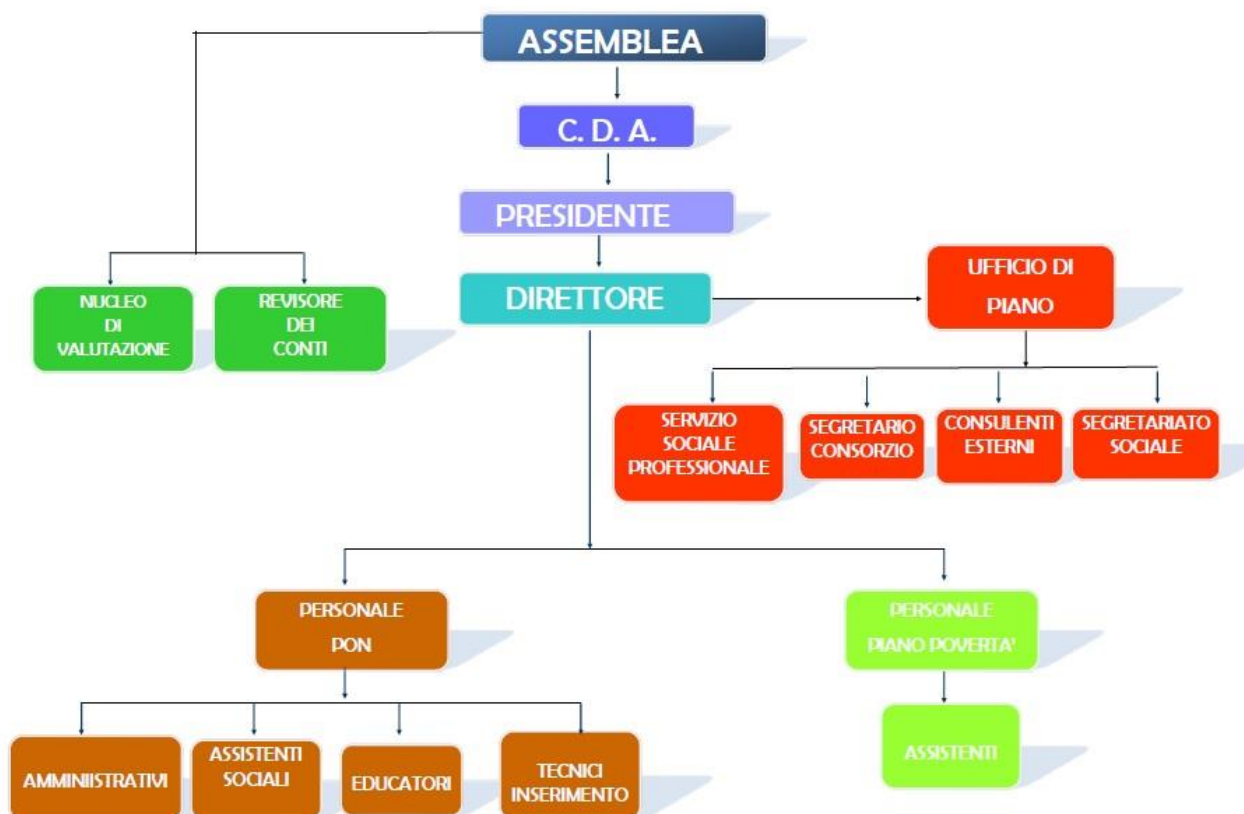 ASSEMBLEA
C. D. A.
PRESIDENTE
DIRETTORE
UFFICIO DI
PIANO
NUCLEO
DI
VALUTAZIONE
REVISORE
DEI
CONTI
SERVIZIO
SOCIALE
PROFESSIONALE
SEGRETARIO
CONSORZIO
CONSULENTI
ESTERNI
SEGRETARIATO
SOCIALE
PERSONALE
PON
PERSONALE
PIANO POVERTA'
AMMINIISTRATIVI
ASSISTENTI
SOCIALI
EDUCATORI
TECNICI
INSERIMENTO
ASSISTENTI